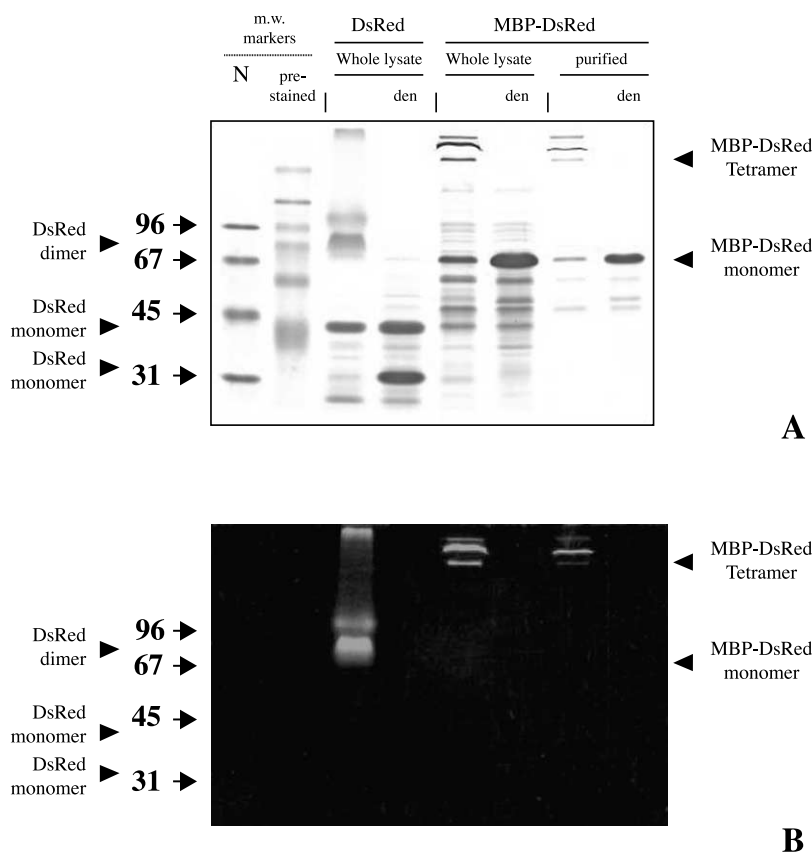 m.w.
markers
DsRed
MBP-DsRed
Whole lysate
Whole lysate
purified
N
pre-
stained
den
den
den
MBP-DsRed
Tetramer
96
DsRed
dimer
67
MBP-DsRed
monomer
45
DsRed
monomer
DsRed
monomer
31
A
MBP-DsRed
Tetramer
96
DsRed
dimer
67
MBP-DsRed
monomer
45
DsRed
monomer
DsRed
monomer
31
B